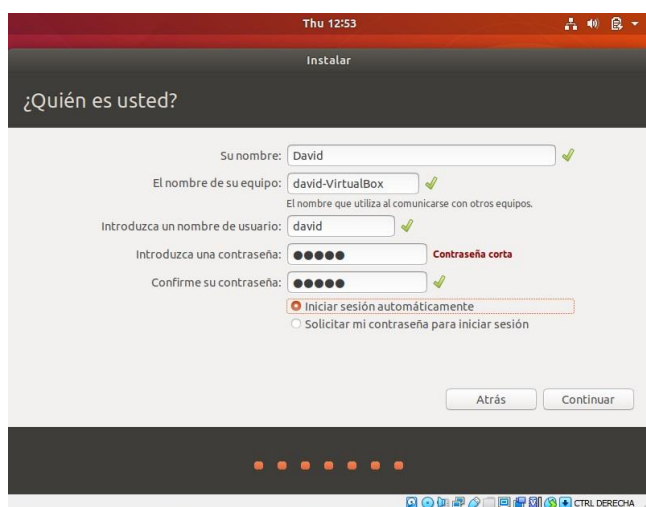 Thu 12:53
Instalar
¿Quién es usted?
Su nombre: David
El nombre de su equipo: david-VirtualBox
El nombre que utiliza al comunicarse con otros equipos.
Introduzca un nombre de usuario: david
Introduzca una contraseña: ●●●●● Contraseña corta
Confirme su contraseña: ●●●●●
Iniciar sesión automáticamente
Solicitar mi contraseña para iniciar sesión
Atrás Continuar
CTRL DERECHA